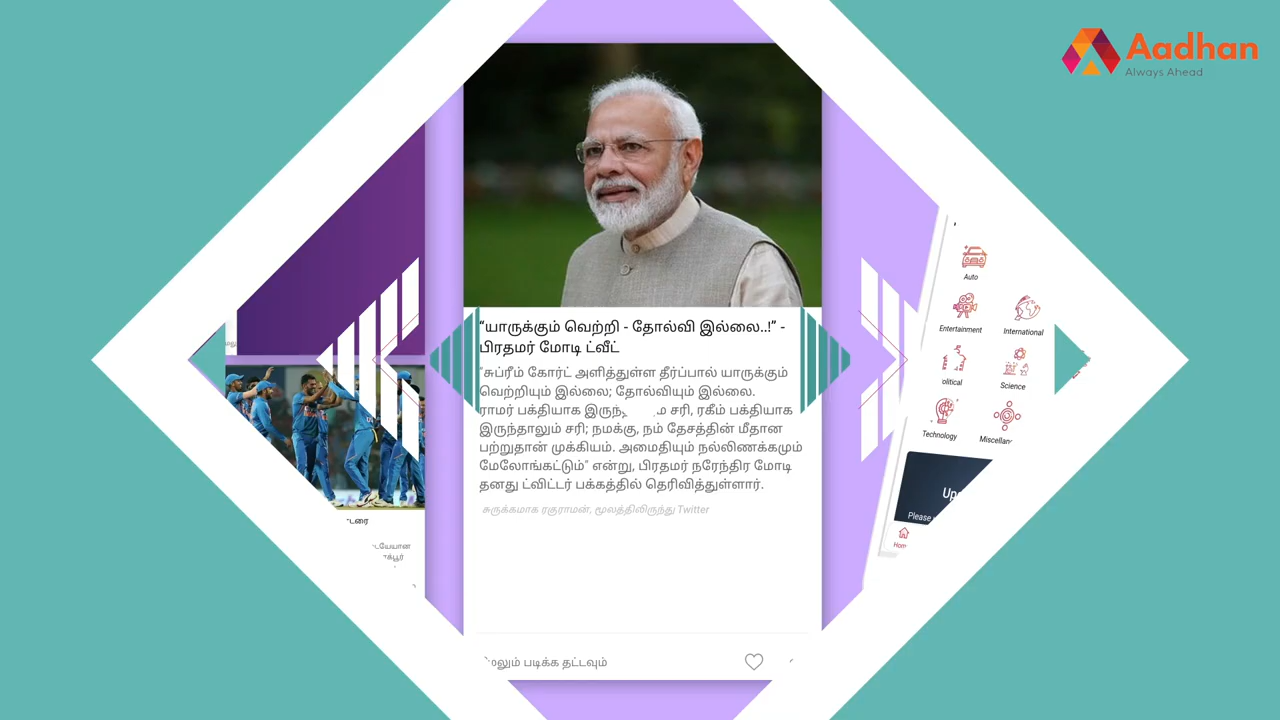 Aadhan
Always Ahead
“யாருக்கும் வெற்றி - தோல்வி இல்லை..!” -
பிரதமர் மோடி ட்வீட்
"சுப்ரீம் கோர்ட் அளித்துள்ள தீர்ப்பால் யாருக்கும்
வெற்றியும் இல்லை; தோல்வியும் இல்லை.
ராமர் பக்தியாக சரி, ரகீம் பக்தியாக
இருந்தாலும் சரி; நமக்கு, நம் தேசத்தின் மீதான
பற்றுதான் முக்கியம். அமைதியும் நல்லிணக்கமும்
மேலோங்கட்டும்" என்று, பிரதமர் நரேந்திர மோடி
தனது ட்விட்டர் பக்கத்தில் தெரிவித்துள்ளார்.
சுருக்கமாக ரகுராமன், மூலத்திலிருந்து Twitter
படிக்க தட்டவும்
Auto
Entertainment International
Science
Technology
Please